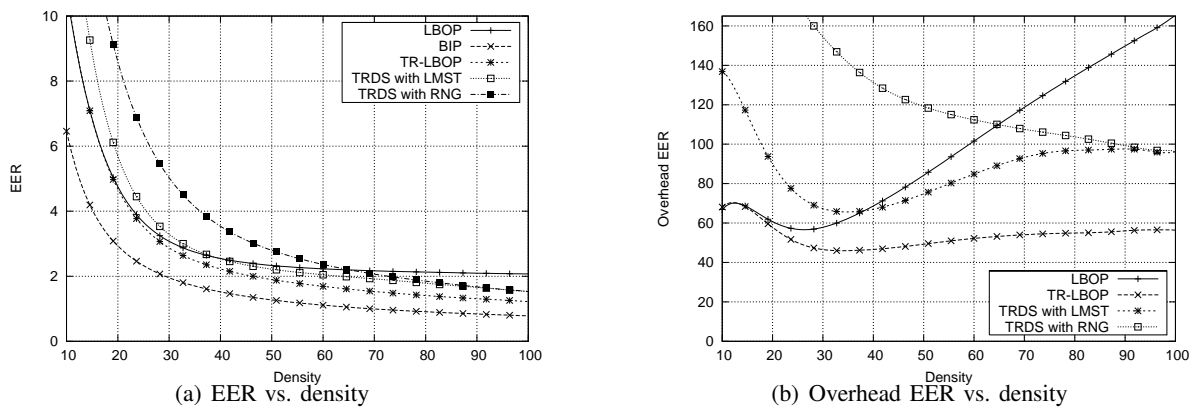 10
8
6
4
2
0
EER
LBOP
BIP
TR-LBOP
TRDS with LMST
TRDS with RNG
10 20 30 40 50 60 70 80 90 100
Density
(a) EER vs. density
160
140
120
100
80
60
40
20
0
Overhead EER
LBOP
TR-LBOP
TRDS with LMST
TRDS with RNG
10 20 30 40 50 60 70 80 90 100
Density
(b) Overhead EER vs. density